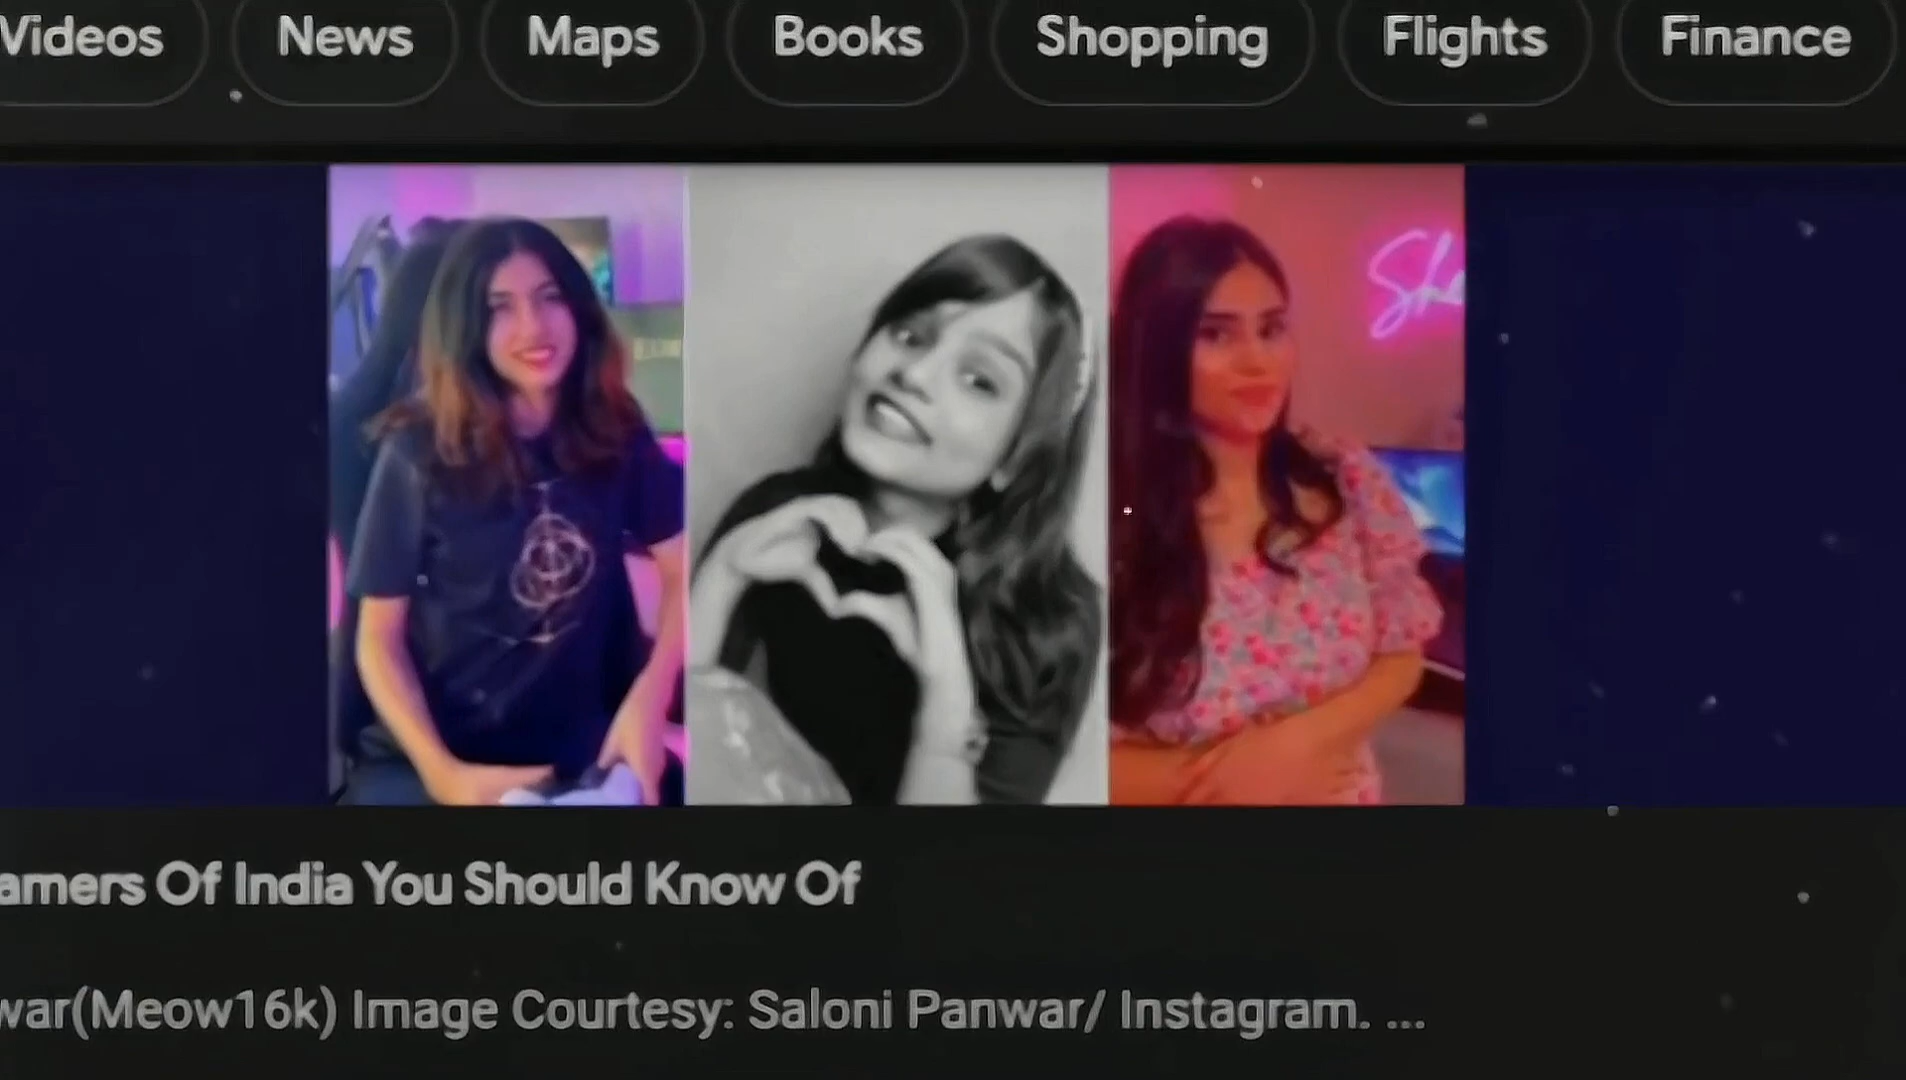 Videos News Maps Books Shopping Flights Finance
She
amers Of India You Should Know Of
war(Meow16k) Image Courtesy: Saloni Panwar/ Instagram. ...